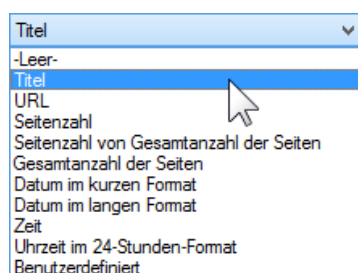 Titel
-Leer-
Titel
URL
Seitenzahl
Seitenzahl von Gesamtanzahl der Seiten
Gesamtanzahl der Seiten
Datum im kurzen Format
Datum im langen Format
Zeit
Uhrzeit im 24-Stunden-Format
Benutzerdefiniert